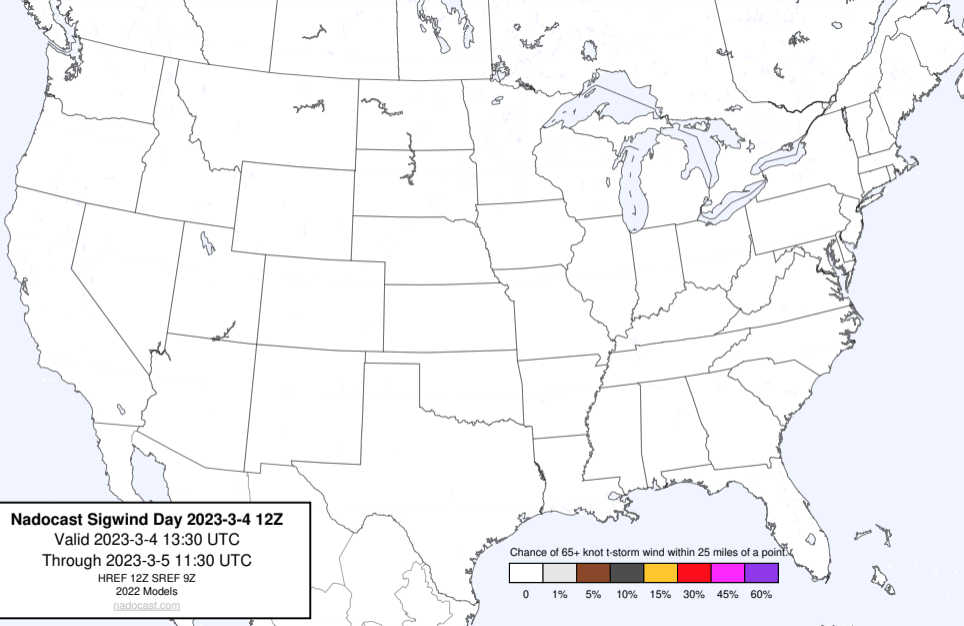 Nadocast Sigwind Day 2023-3-4 12Z
Valid 2023-3-4 13:30 UTC
Through 2023-3-5 11:30 UTC
HREF 12Z SREF 9Z
2022 Models
nadocast.com
Chance of 65+ knot t-storm wind within 25 miles of a point.
0 1% 5% 10% 15% 30% 45% 60%